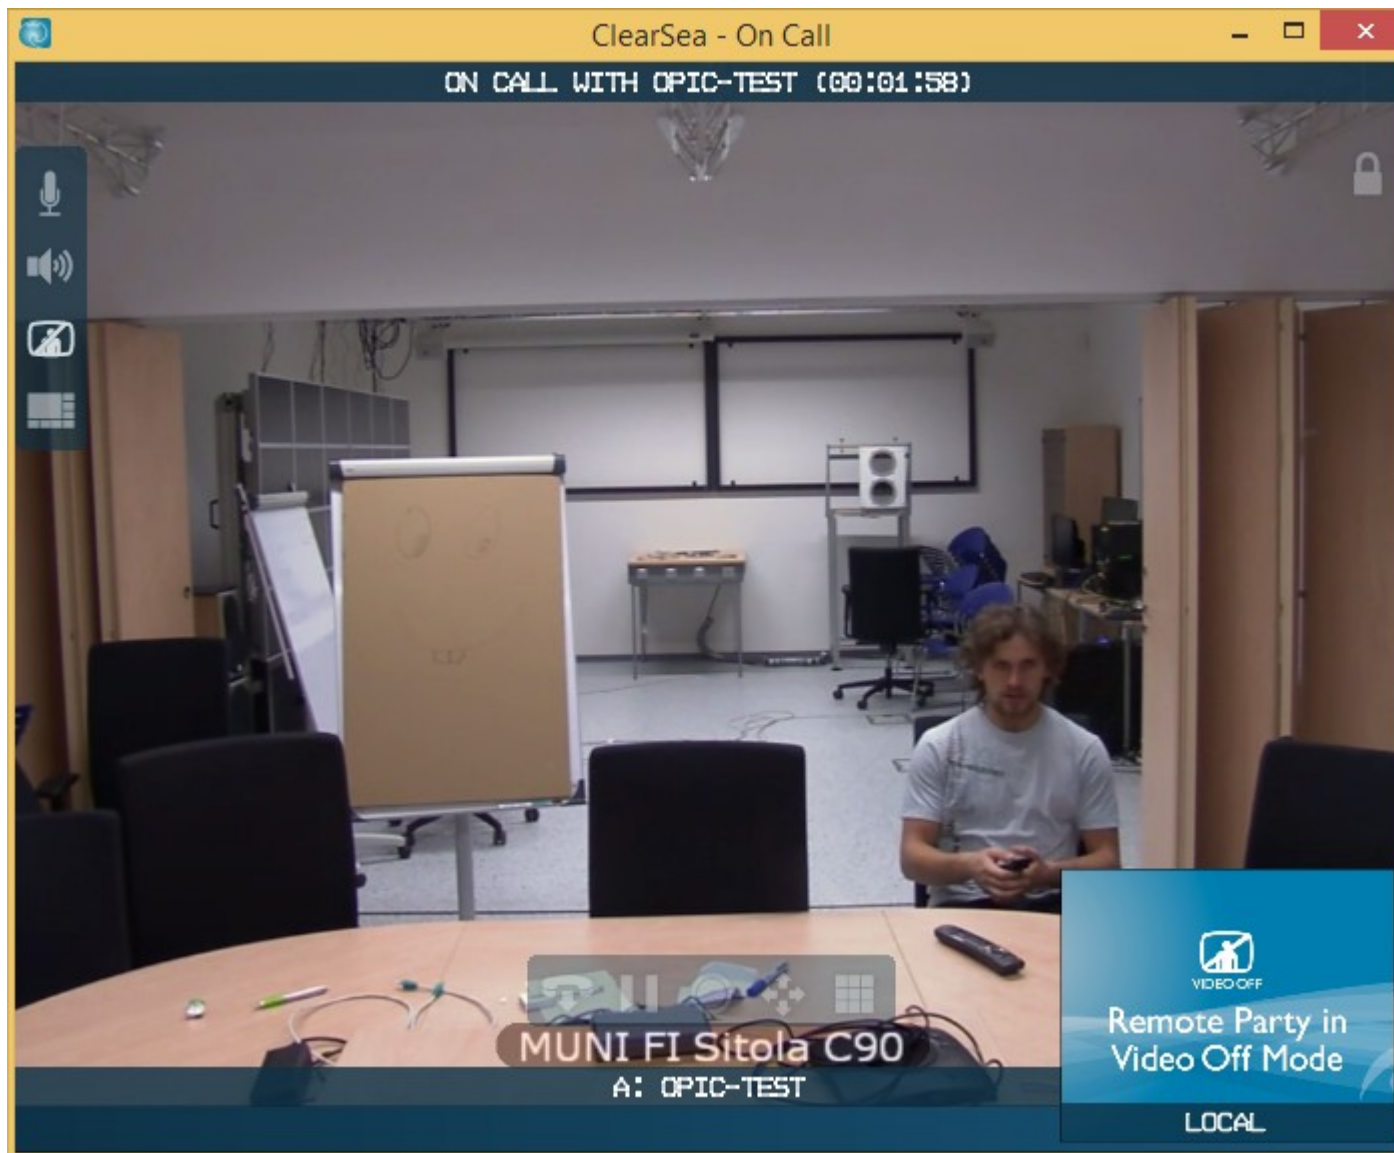 ClearSea - On Call
ON CALL WITH OPIC-TEST (00:01:58)
MUNI FI Sitola C90
A: OPIC-TEST
VIDEO OFF
Remote Party in
Video Off Mode
LOCAL